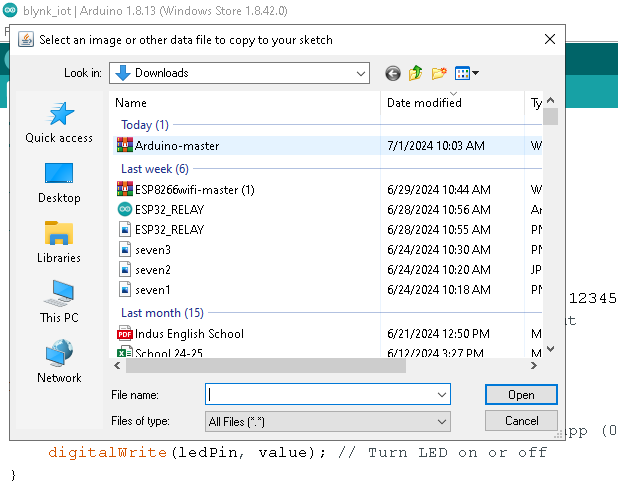 blynk_iot | Arduino 1.8.13 (Windows Store 1.8.42.0)
Select an image or other data file to copy to your sketch
Look in: Downloads
Quick access
Desktop
Libraries
This PC
Network
Name Date modified Ty
Today (1)
Arduino-master 7/1/2024 10:03 AM W
Last week (6)
ESP8266wifi-master (1) 6/29/2024 10:44 AM W
ESP32_RELAY 6/28/2024 10:56 AM Ar
ESP32_RELAY 6/28/2024 10:55 AM PN
seven3 6/24/2024 10:30 AM PN
seven2 6/24/2024 10:20 AM JP
seven1 6/24/2024 10:18 AM PN
Last month (15)
Indus English School 6/21/2024 12:50 PM M
School 24-25 6/12/2024 3:27 PM M
File name: Open
Files of type: All Files (*.*) Cancel
12345
t
pp (0
digitalWrite(ledPin, value); // Turn LED on or off
}